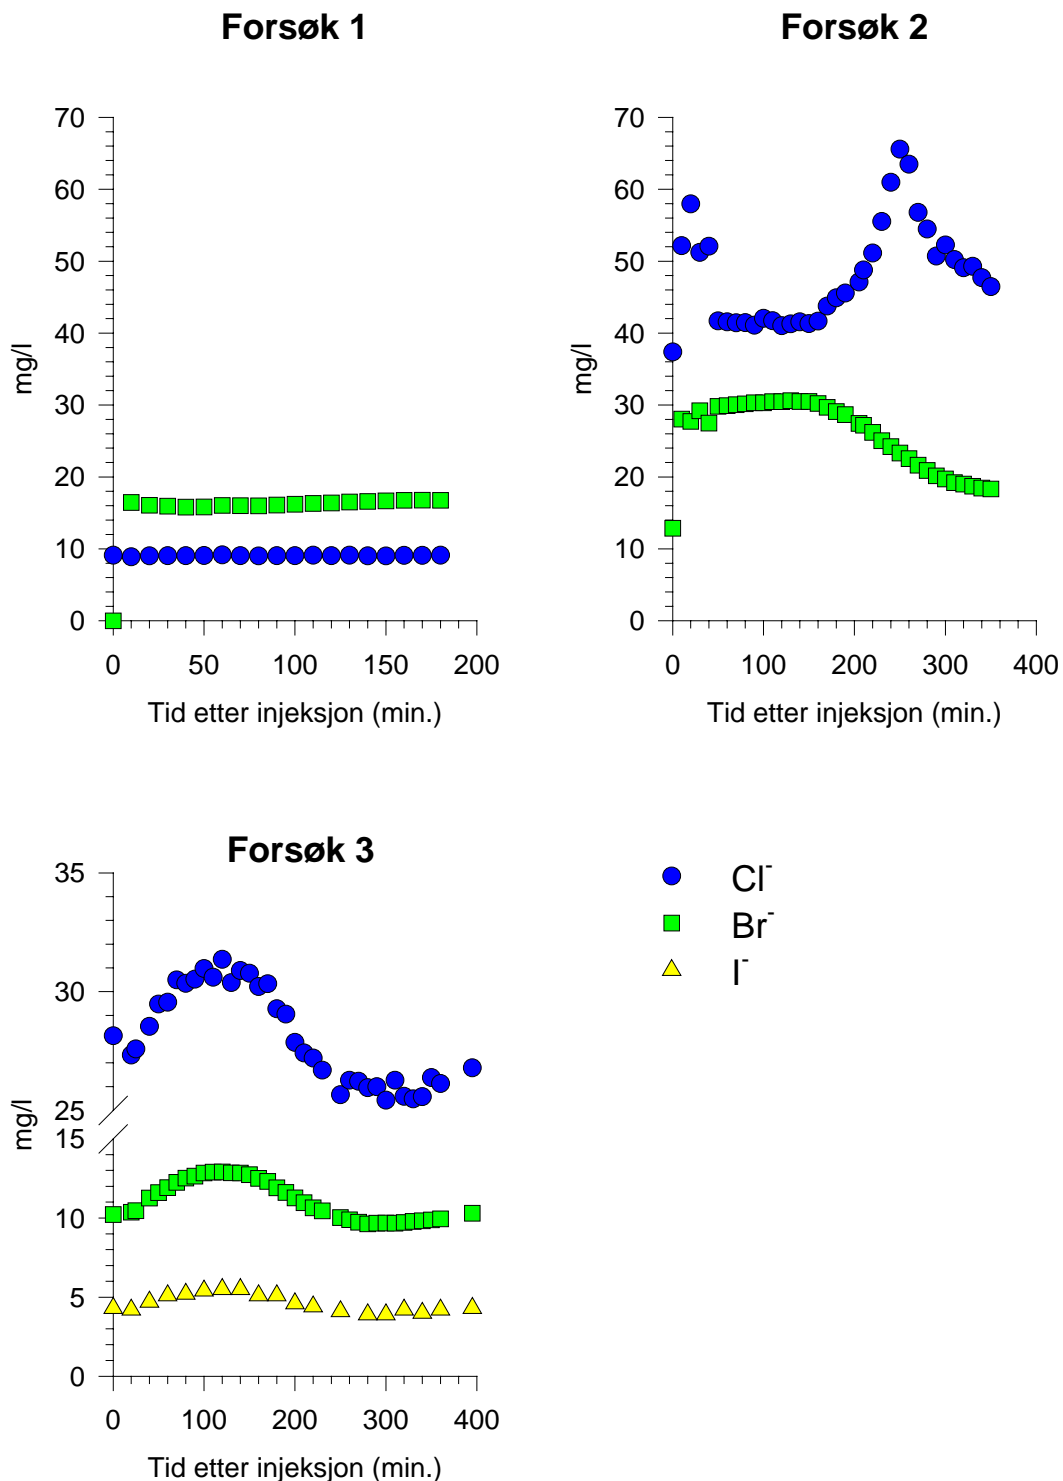 Forsøk 1
70
60
50
40
30
20
10
0
mg/l
0 50 100 150 200
Tid etter injeksjon (min.)
Forsøk 2
70
60
50
40
30
20
10
0
mg/l
0 100 200 300 400
Tid etter injeksjon (min.)
Forsøk 3
35
30
25
15
10
5
0
mg/l
0 100 200 300 400
Tid etter injeksjon (min.)
Cl⁻
Br⁻
I⁻